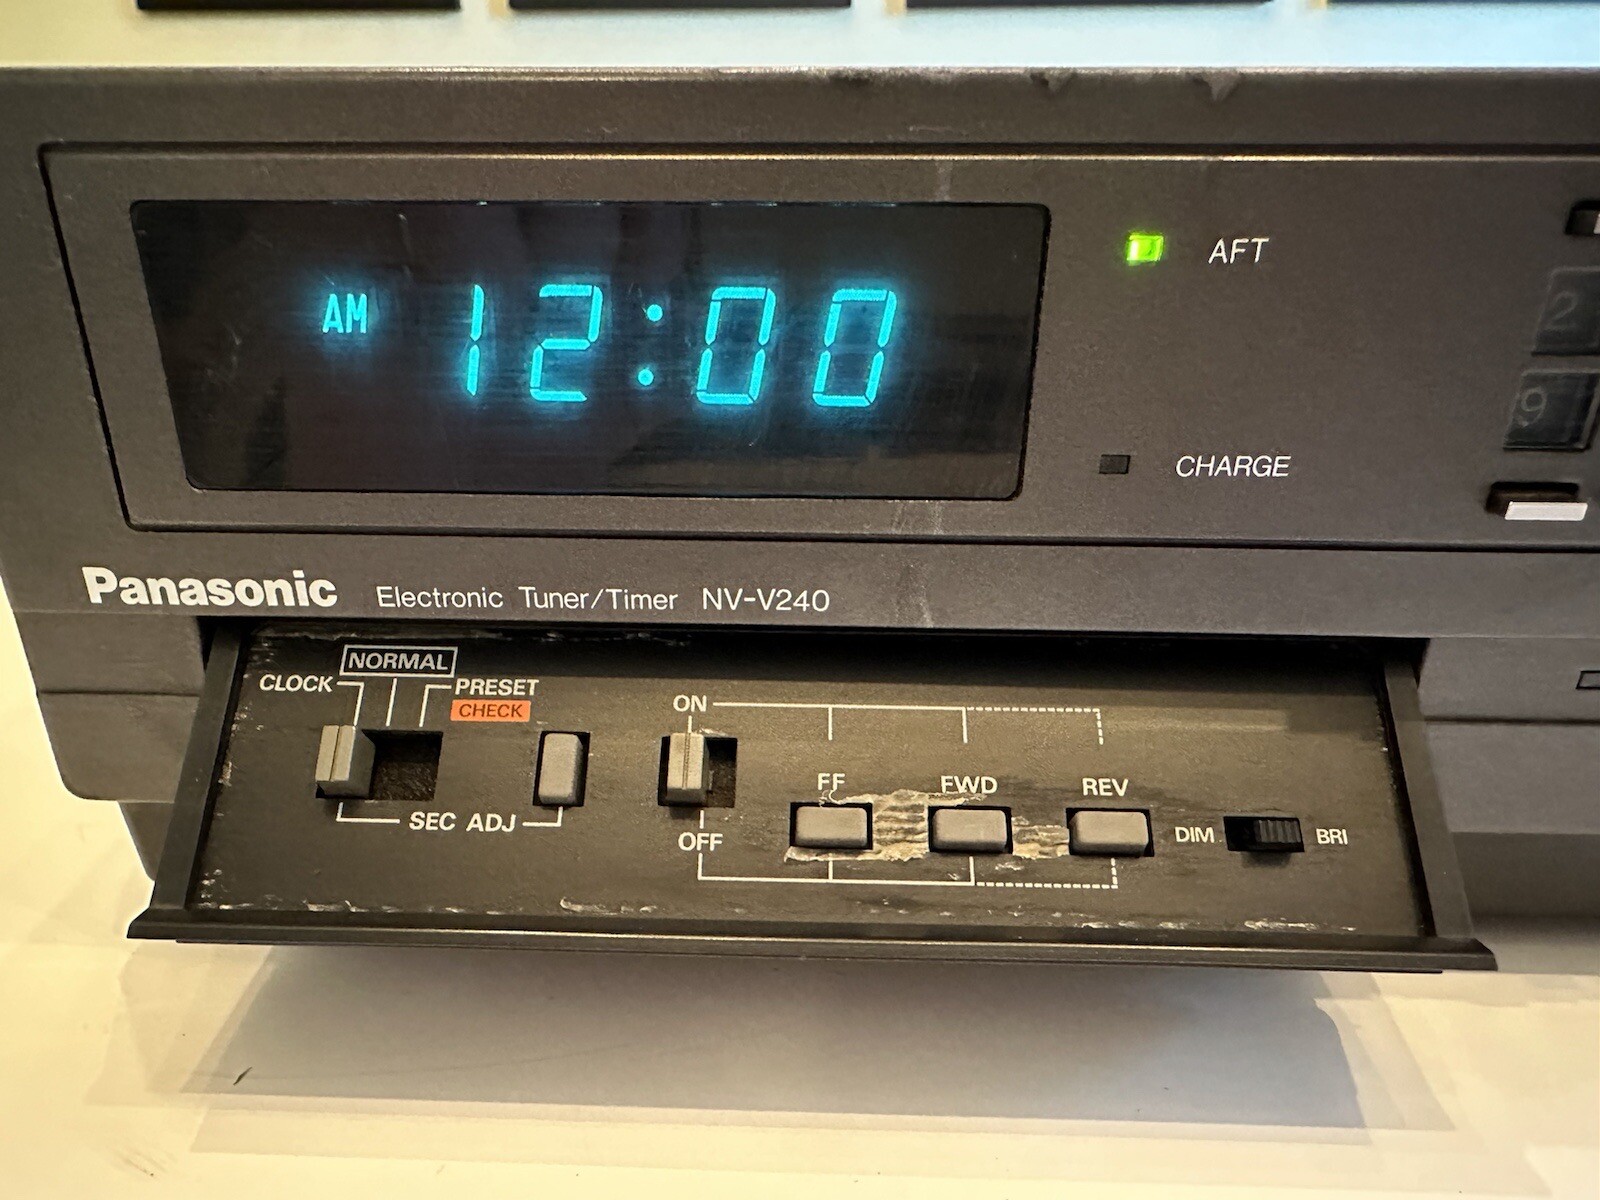 AM 12:00
AFT
2
9
CHARGE
Panasonic Electronic Tuner/Timer NV-V240
NORMAL
CLOCK
PRESET
CHECK
SEC ADJ
ON
OFF
FF
FWD
REV
DIM
BRI